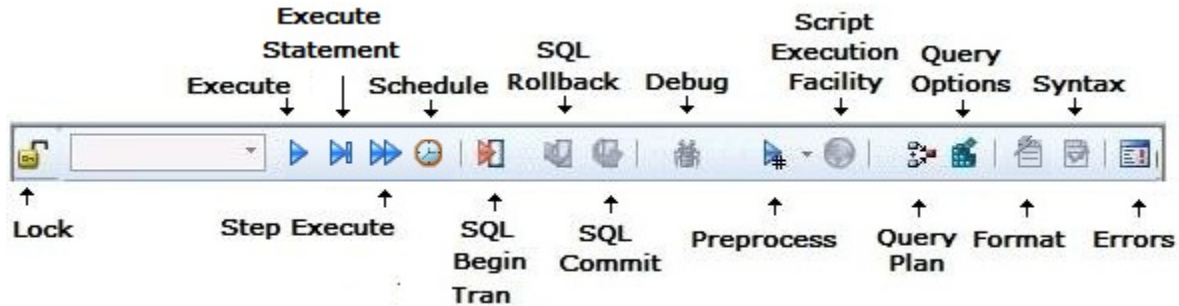 Execute
Statement
Execute
Schedule
SQL
Rollback
Debug
Script
Execution
Facility
Query
Options
Syntax
Lock
Step Execute
SQL
Begin
Tran
SQL
Commit
Preprocess
Query
Plan
Format
Errors